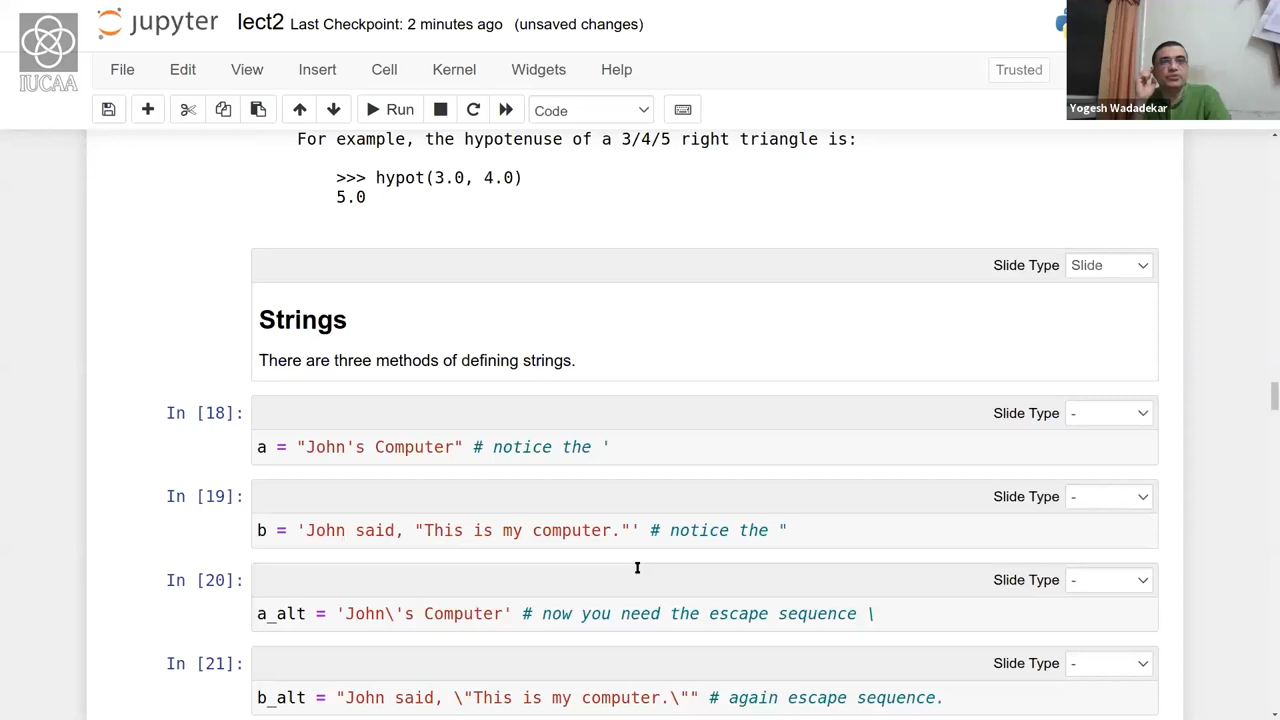 jupyter lect2 Last Checkpoint: 2 minutes ago (unsaved changes)
IUCAA
File Edit View Insert Cell Kernel Widgets Help Trusted
Run Code
Yogesh Wadadekar
For example, the hypotenuse of a 3/4/5 right triangle is:
>>> hypot(3.0, 4.0)
5.0
Slide Type Slide
Strings
There are three methods of defining strings.
In [18]: Slide Type -
a = "John's Computer" # notice the '
In [19]: Slide Type -
b = 'John said, "This is my computer."' # notice the "
In [20]: Slide Type -
a_alt = 'John\'s Computer' # now you need the escape sequence \
In [21]: Slide Type -
b_alt = "John said, \"This is my computer.\"" # again escape sequence.